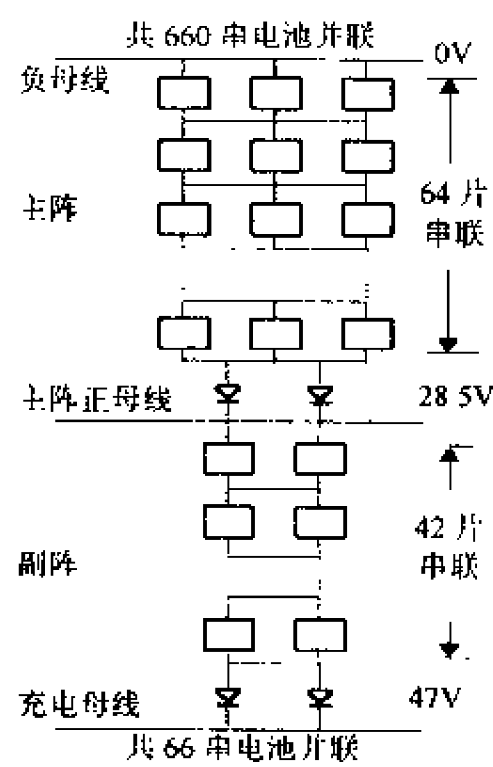 共 660 串电池并联
0V
负母线
主阵
64 片
串联
主阵正母线
28 5V
42 片
串联
副阵
充电母线
47V
共 66 串电池并联